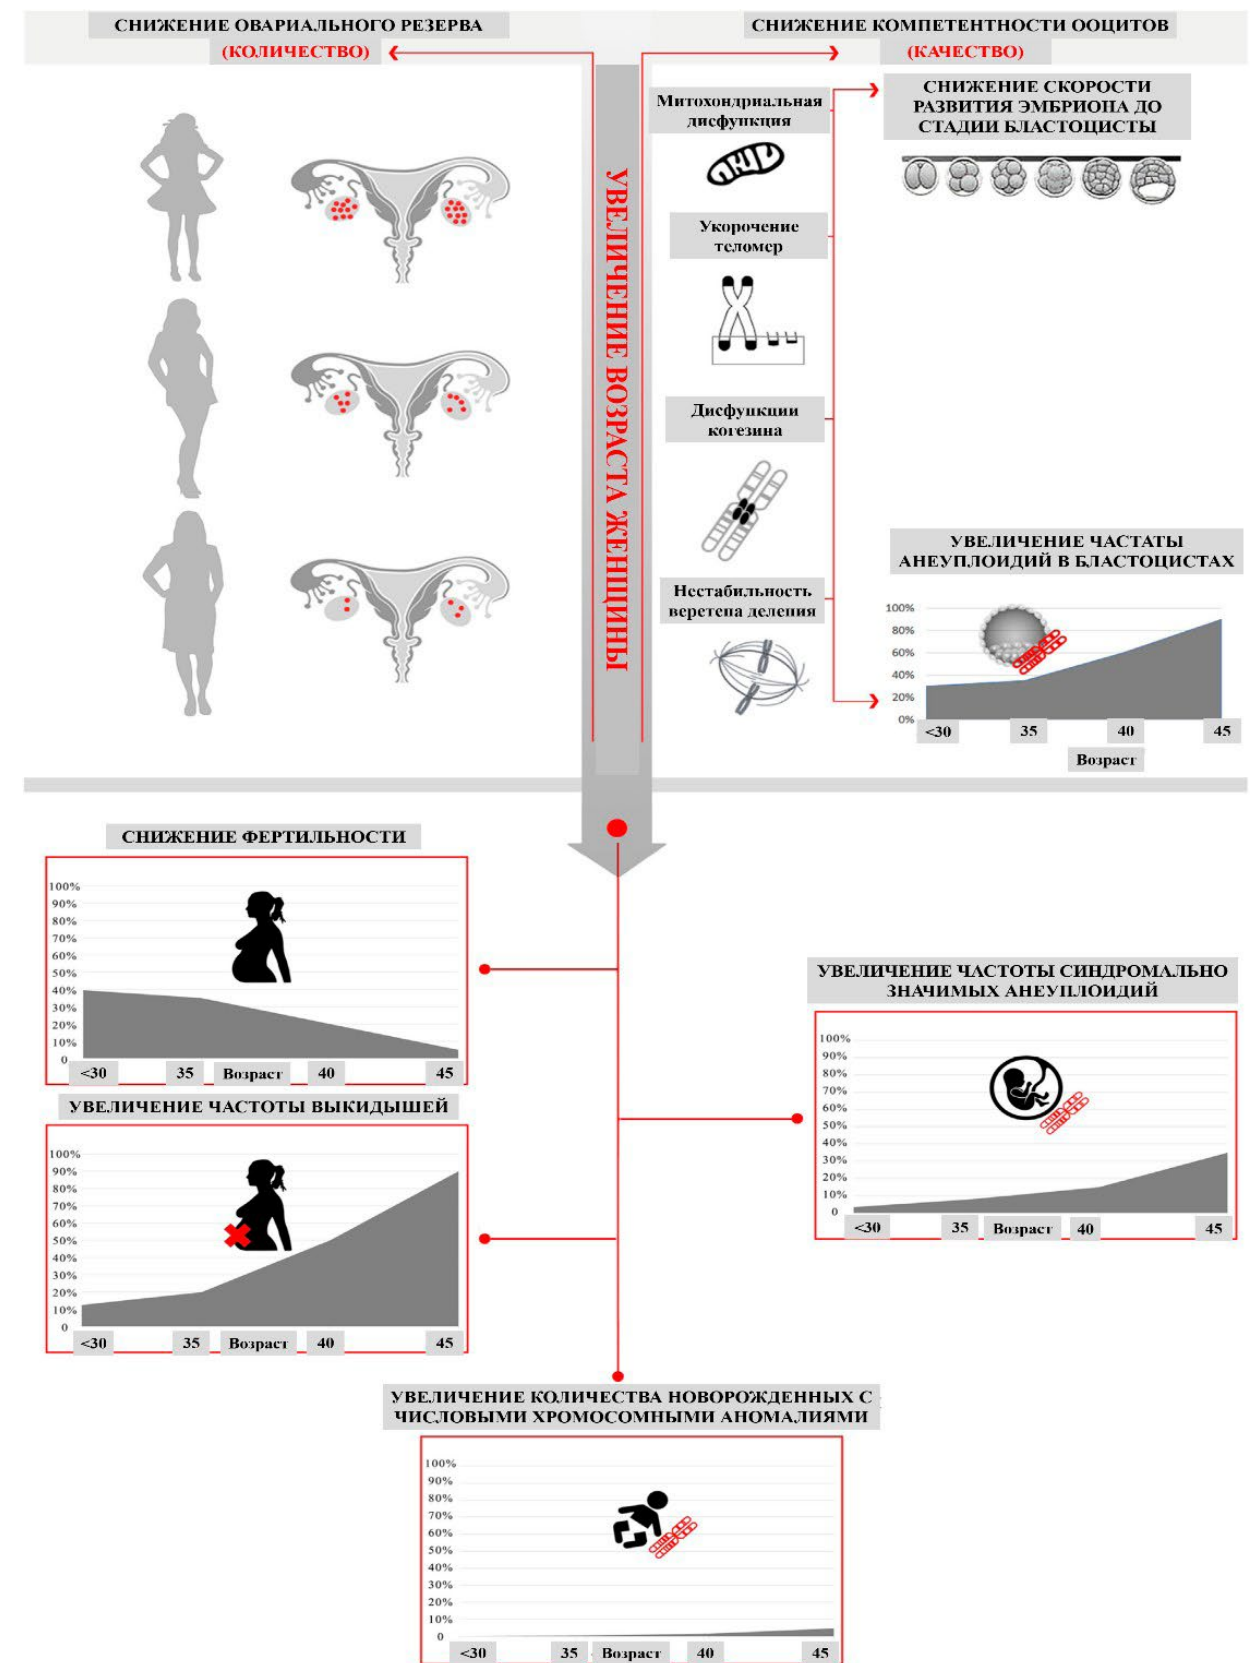 СНИЖЕНИЕ ОВАРИАЛЬНОГО РЕЗЕРВА
(КОЛИЧЕСТВО)
СНИЖЕНИЕ КОМПЕТЕНТНОСТИ ООЦИТОВ
(КАЧЕСТВО)
УВЕЛИЧЕНИЕ ВОЗРАСТА ЖЕНЩИНЫ
Митохондриальная
дисфункция
Укорочение
теломер
Дисфункции
когезина
Нестабильность
веретена деления
СНИЖЕНИЕ СКОРОСТИ
РАЗВИТИЯ ЭМБРИОНА ДО
СТАДИИ БЛАСТОЦИСТЫ
УВЕЛИЧЕНИЕ ЧАСТАТЫ
АНЕУПЛОИДИЙ В БЛАСТОЦИСТАХ
100%
80%
60%
40%
20%
0%
<30 35 40 45
Возраст
СНИЖЕНИЕ ФЕРТИЛЬНОСТИ
100%
90%
80%
70%
60%
50%
40%
30%
20%
10%
0
<30 35 Возраст 40 45
УВЕЛИЧЕНИЕ ЧАСТОТЫ ВЫКИДЫШЕЙ
100%
90%
80%
70%
60%
50%
40%
30%
20%
10%
0
<30 35 Возраст 40 45
УВЕЛИЧЕНИЕ ЧАСТОТЫ СИНДРОМАЛЬНО
ЗНАЧИМЫХ АНЕУПЛОИДИЙ
100%
90%
80%
70%
60%
50%
40%
30%
20%
10%
0
<30 35 Возраст 40 45
УВЕЛИЧЕНИЕ КОЛИЧЕСТВА НОВОРОЖДЕННЫХ С
ЧИСЛОВЫМИ ХРОМОСОМНЫМИ АНОМАЛИЯМИ
100%
90%
80%
70%
60%
50%
40%
30%
20%
10%
0
<30 35 Возраст 40 45